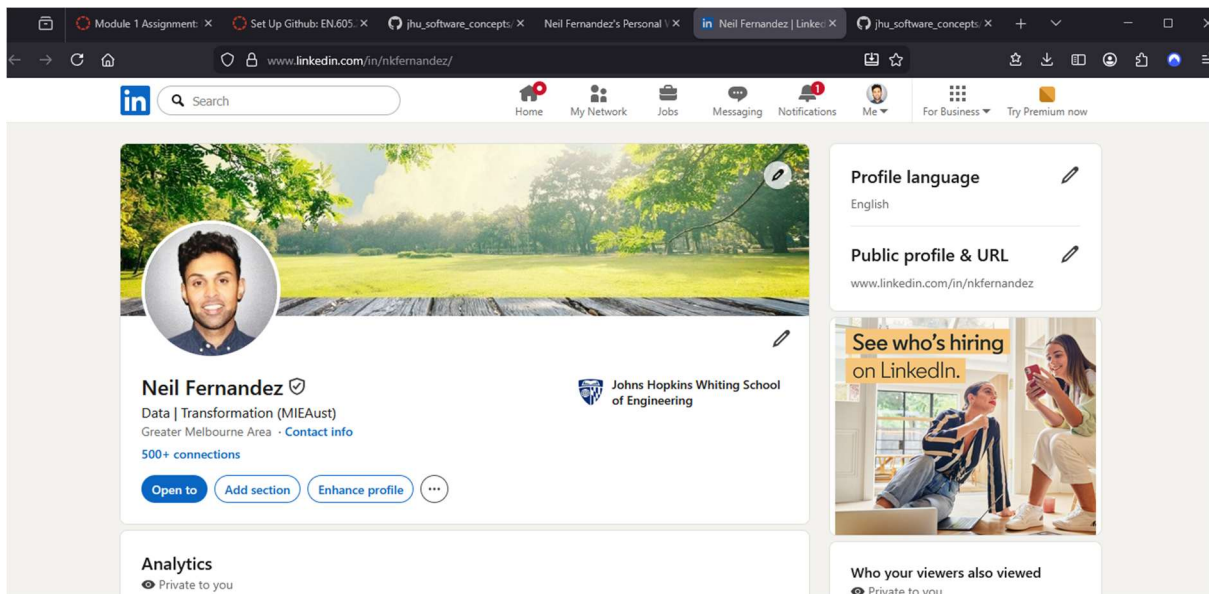 Module 1 Assignment:
Set Up Github: EN.605.
jhu_software_concepts
Neil Fernandez's Personal
Neil Fernandez | Linked
jhu_software_concepts
www.linkedin.com/in/nkfernandez/
in
Search
Home
My Network
Jobs
Messaging
1
Notifications
Me
For Business
Try Premium now
Neil Fernandez
Data | Transformation (MIEAust)
Greater Melbourne Area · Contact info
500+ connections
Open to
Add section
Enhance profile
Johns Hopkins Whiting School
of Engineering
Analytics
Private to you
Profile language
English
Public profile & URL
www.linkedin.com/in/nkfernandez
See who's hiring
on LinkedIn.
Who your viewers also viewed
Private to you